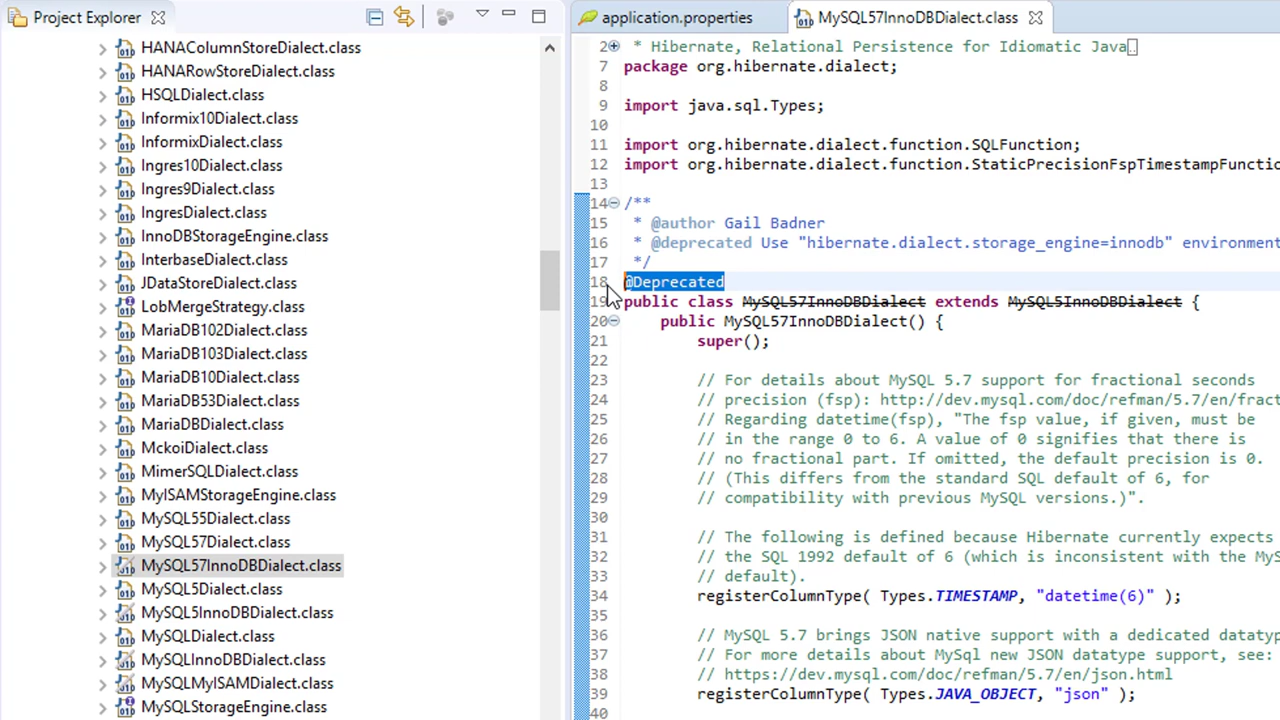 Project Explorer
HANAColumnStoreDialect.class
HANARowStoreDialect.class
HSQLDialect.class
Informix10Dialect.class
InformixDialect.class
Ingres10Dialect.class
Ingres9Dialect.class
IngresDialect.class
InnoDBStorageEngine.class
InterbaseDialect.class
JDataStoreDialect.class
LobMergeStrategy.class
MariaDB102Dialect.class
MariaDB103Dialect.class
MariaDB10Dialect.class
MariaDB53Dialect.class
MariaDBDialect.class
MckoiDialect.class
MimerSQLDialect.class
MyISAMStorageEngine.class
MySQL55Dialect.class
MySQL57Dialect.class
MySQL57InnoDBDialect.class
MySQL5Dialect.class
MySQL5InnoDBDialect.class
MySQLDialect.class
MySQLInnoDBDialect.class
MySQLMyISAMDialect.class
MySQLStorageEngine.class
application.properties MySQL57InnoDBDialect.class
2 * Hibernate, Relational Persistence for Idiomatic Java..
7 package org.hibernate.dialect;
8
9 import java.sql.Types;
10
11 import org.hibernate.dialect.function.SQLFunction;
12 import org.hibernate.dialect.function.StaticPrecisionFspTimestampFunctio
13
14 /**
15 * @author Gail Badner
16 * @deprecated Use "hibernate.dialect.storage_engine=innodb" environment
17 */
18 @Deprecated
19 public class MySQL57InnoDBDialect extends MySQL5InnoDBDialect {
20 public MySQL57InnoDBDialect() {
21 super();
22
23 // For details about MySQL 5.7 support for fractional seconds
24 // precision (fsp): http://dev.mysql.com/doc/refman/5.7/en/fract
25 // Regarding datetime(fsp), "The fsp value, if given, must be
26 // in the range 0 to 6. A value of 0 signifies that there is
27 // no fractional part. If omitted, the default precision is 0.
28 // (This differs from the standard SQL default of 6, for
29 // compatibility with previous MySQL versions.)".
30
31 // The following is defined because Hibernate currently expects
32 // the SQL 1992 default of 6 (which is inconsistent with the MyS
33 // default).
34 registerColumnType( Types.TIMESTAMP, "datetime(6)" );
35
36 // MySQL 5.7 brings JSON native support with a dedicated datatyp
37 // For more details about MySql new JSON datatype support, see:
38 // https://dev.mysql.com/doc/refman/5.7/en/json.html
39 registerColumnType( Types.JAVA_OBJECT, "json" );
40